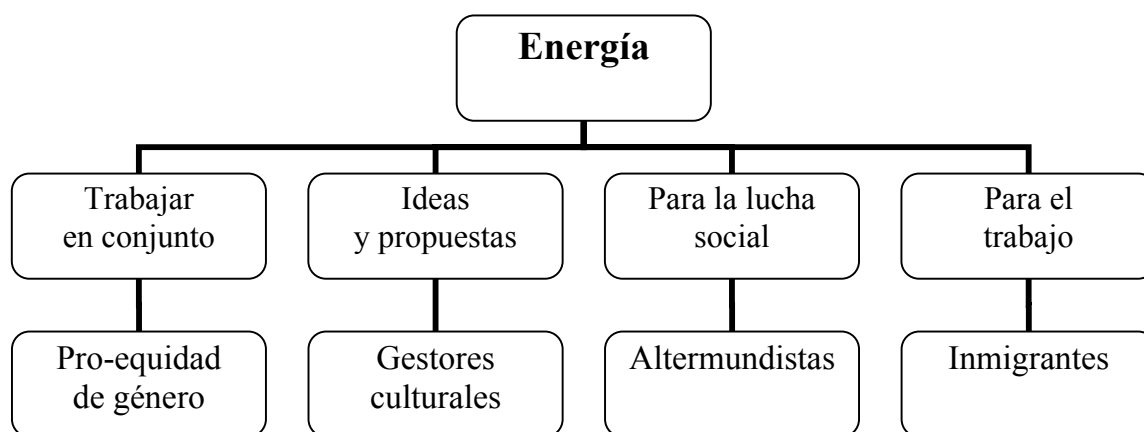 Energía
Trabajar
en conjunto
Ideas
y propuestas
Para la lucha
social
Para el
trabajo
Pro-equidad
de género
Gestores
culturales
Altermundistas
Inmigrantes